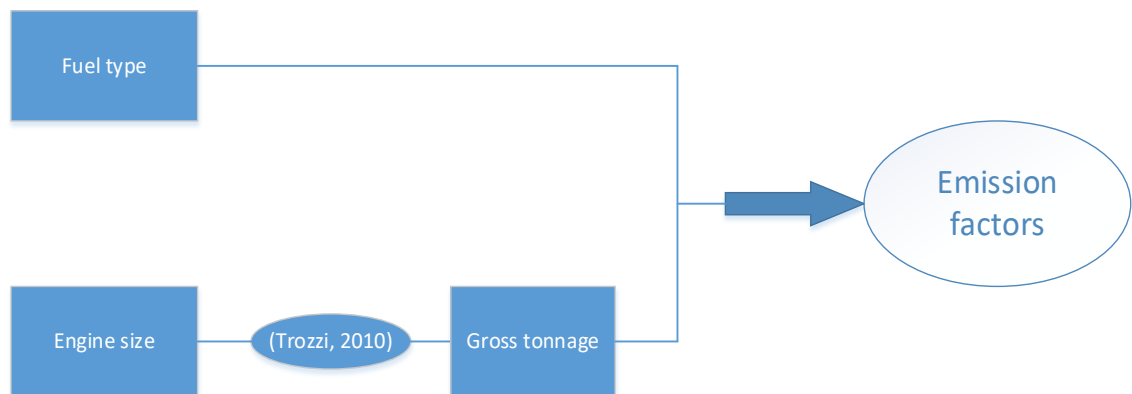 Fuel type
Emission
factors
Engine size
(Trozzi, 2010)
Gross tonnage